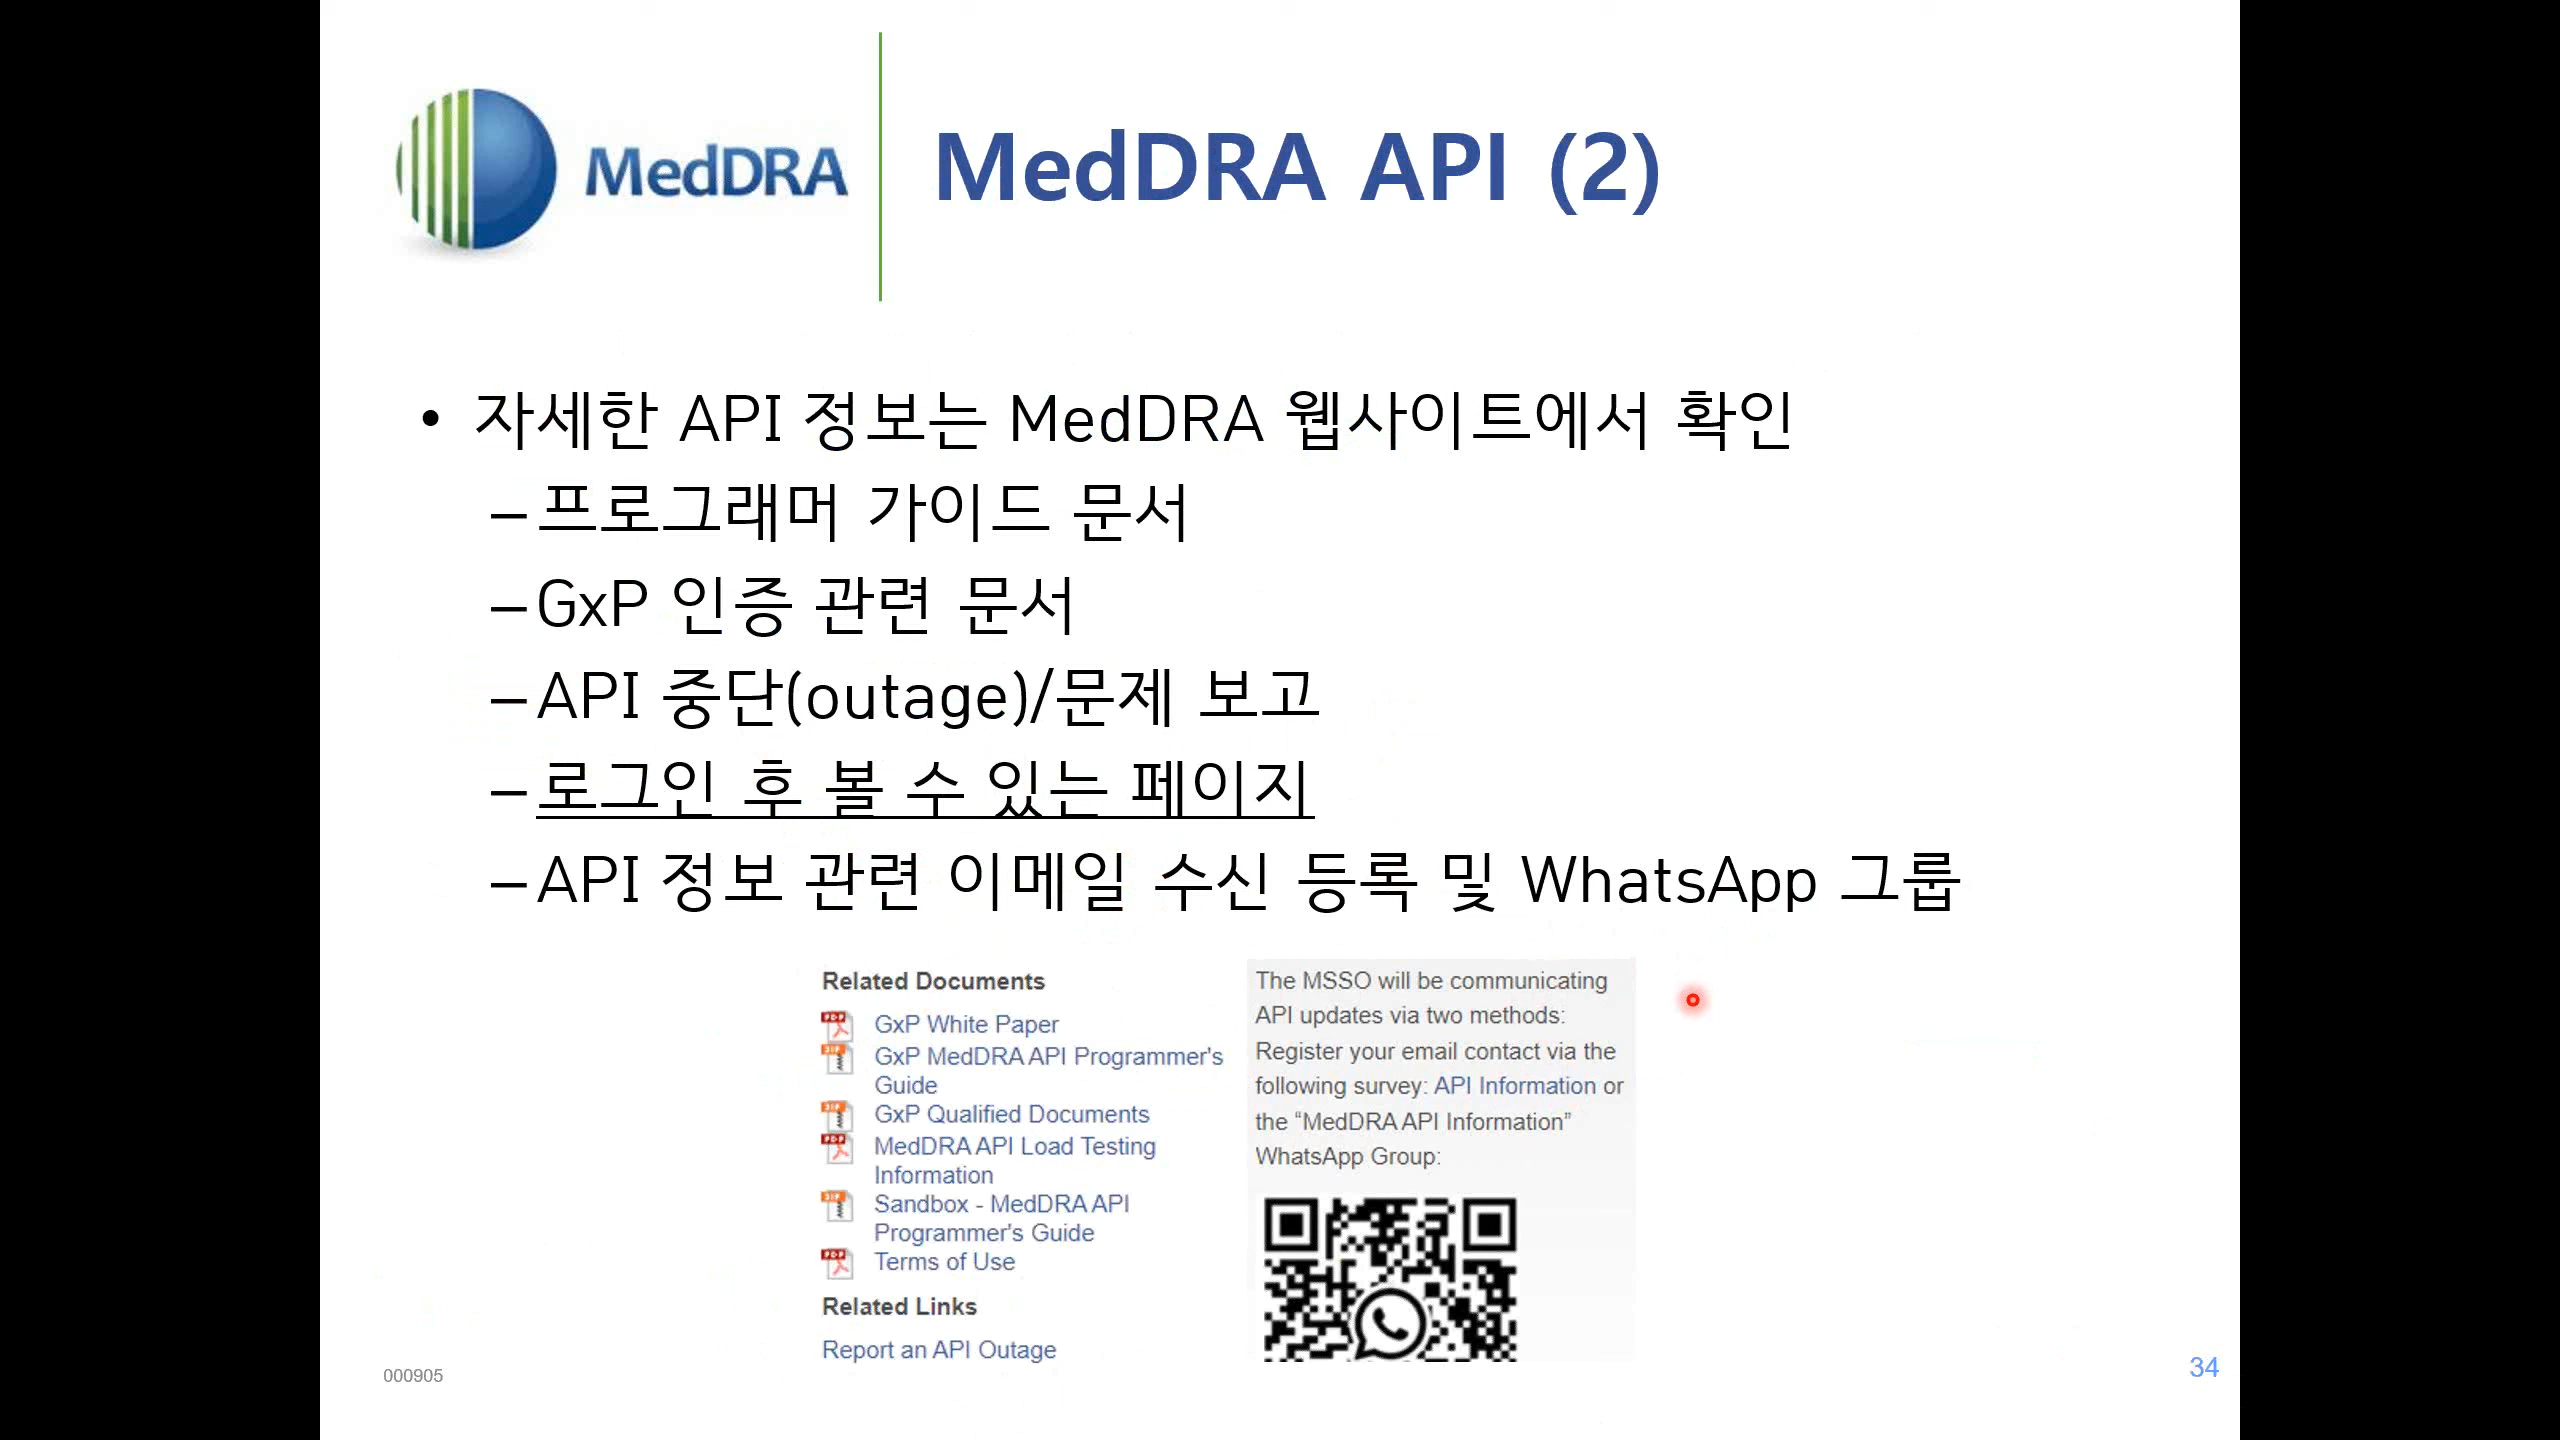 MedDRA
MedDRA API (2)
• 자세한 API 정보는 MedDRA 웹사이트에서 확인
–프로그래머 가이드 문서
–GxP 인증 관련 문서
–API 중단(outage)/문제 보고
–로그인 후 볼 수 있는 페이지
–API 정보 관련 이메일 수신 등록 및 WhatsApp 그룹
Related Documents
GxP White Paper
GxP MedDRA API Programmer's
Guide
GxP Qualified Documents
MedDRA API Load Testing
Information
Sandbox - MedDRA API
Programmer's Guide
Terms of Use
Related Links
Report an API Outage
The MSSO will be communicating
API updates via two methods:
Register your email contact via the
following survey: API Information or
the “MedDRA API Information”
WhatsApp Group:
000905
34